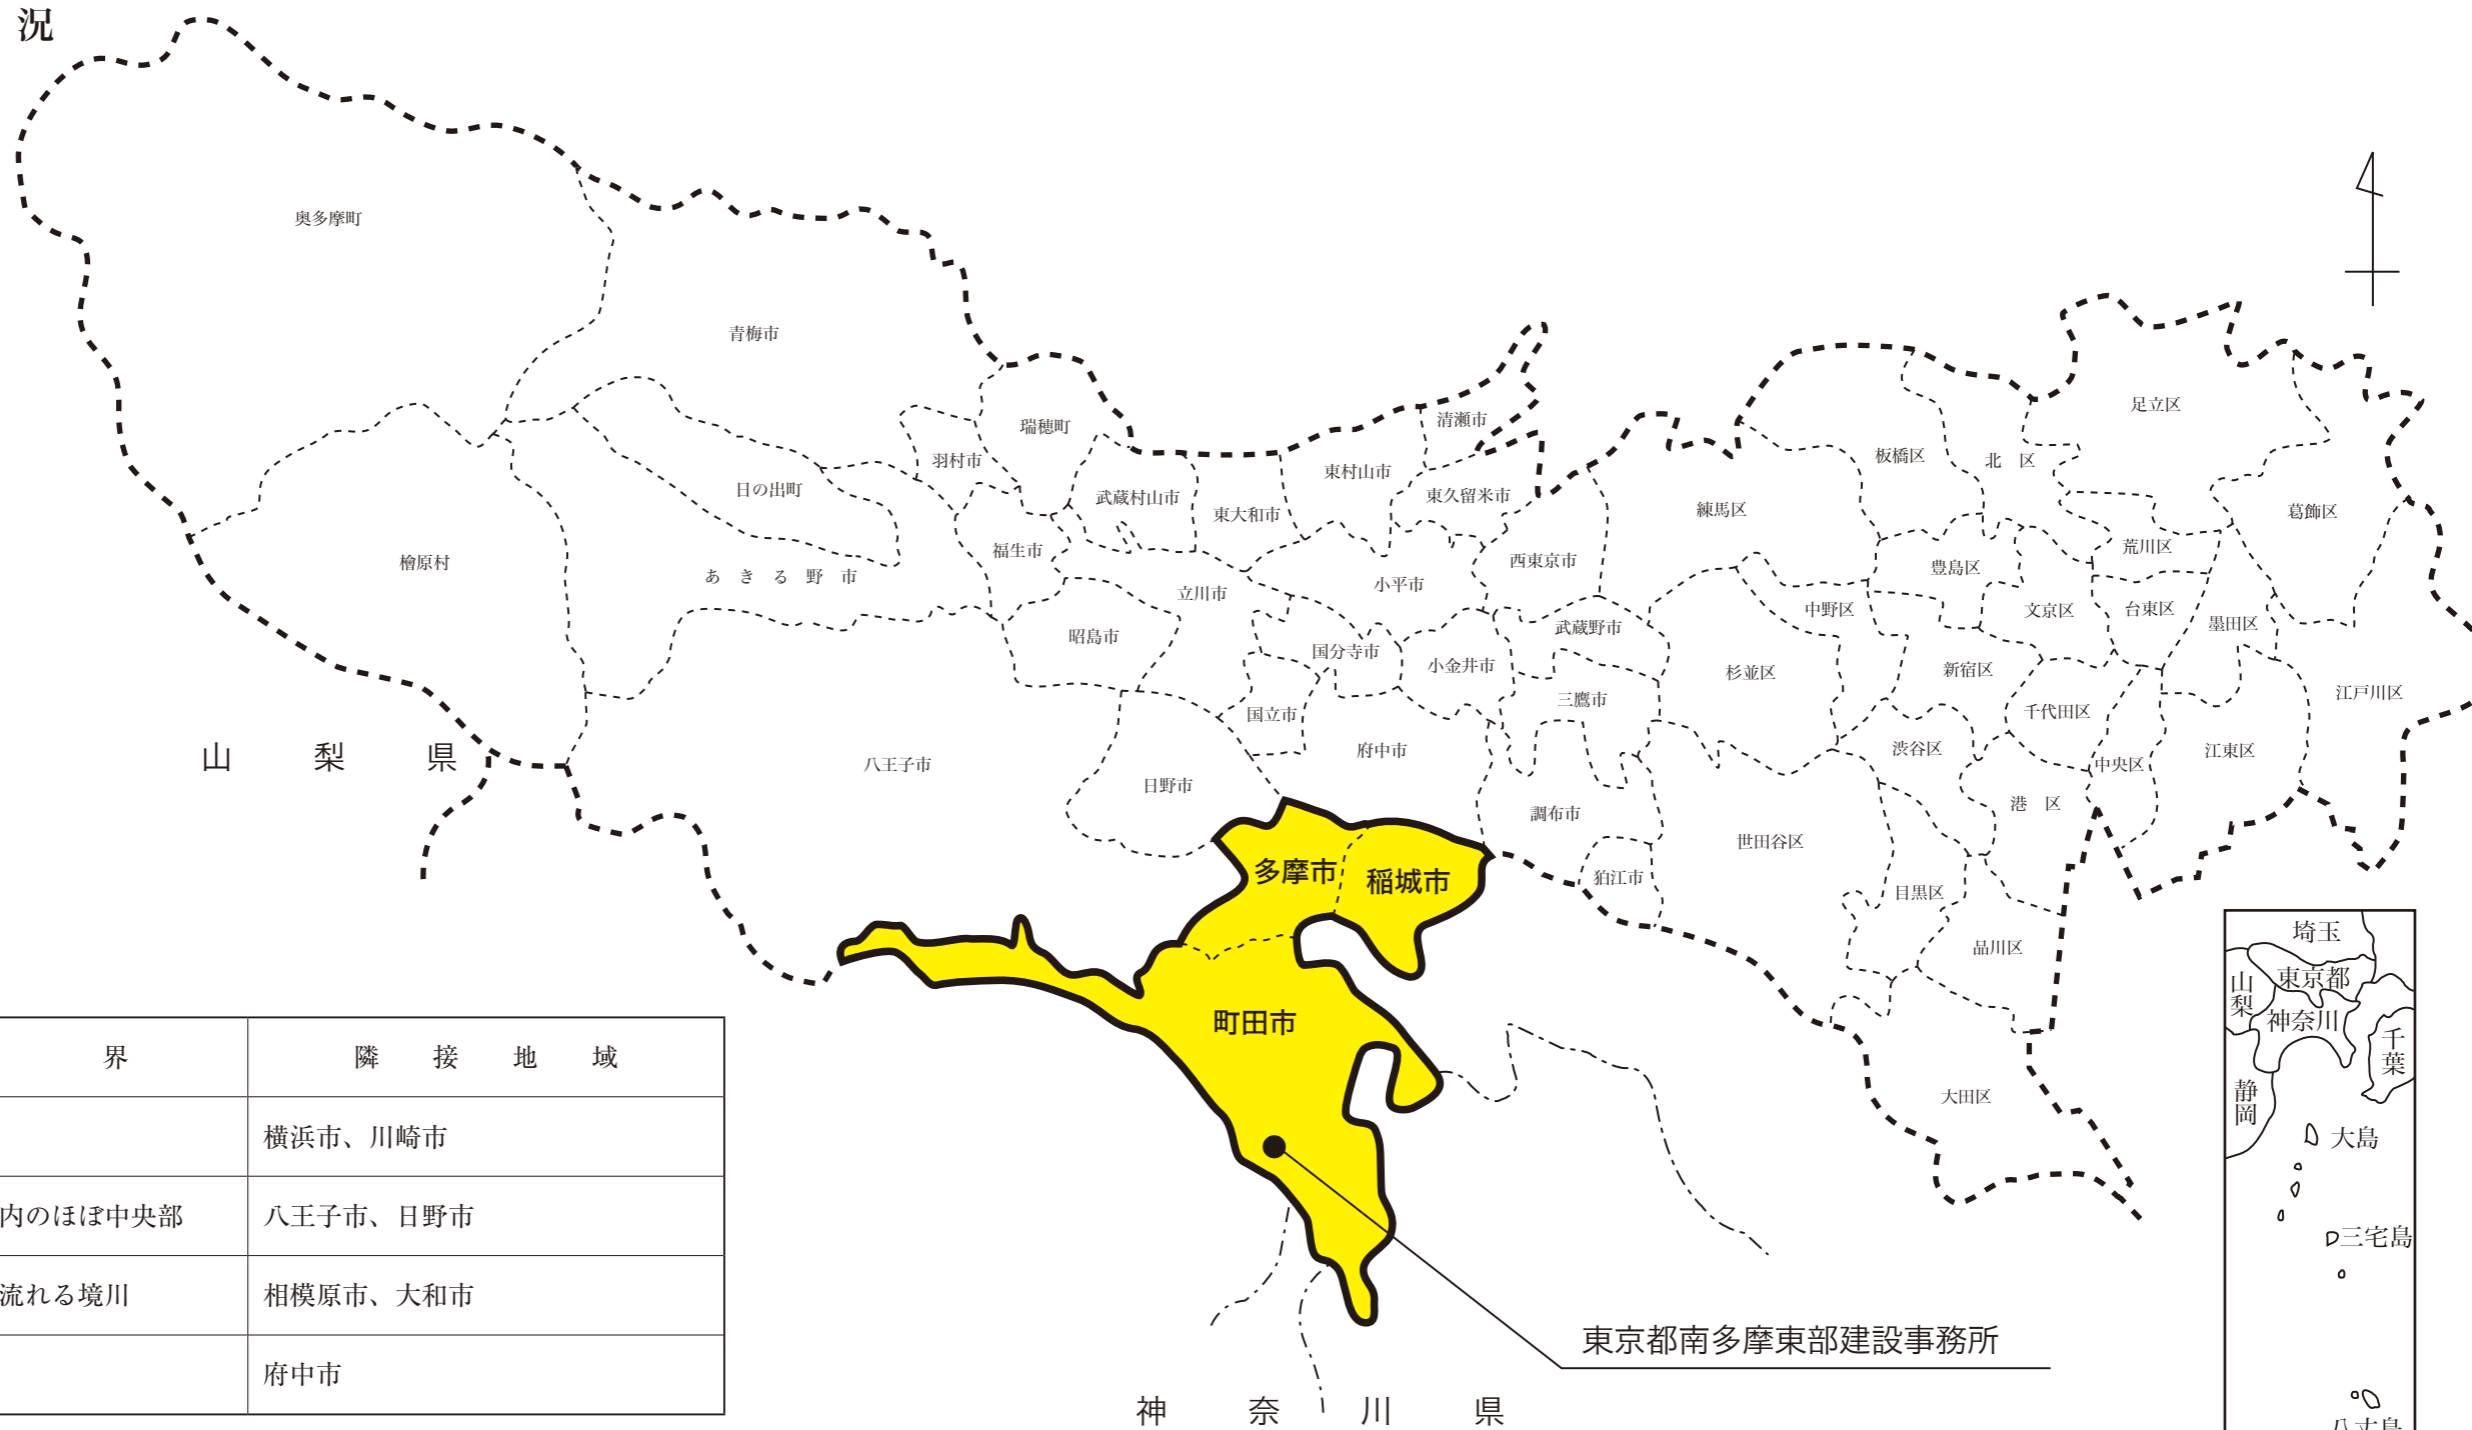 況
奥多摩町
青梅市
瑞穂町
清瀬市
足立区
羽村市
東村山市
板橋区
北 区
日の出町
武蔵村山市
東久留米市
東大和市
練馬区
葛飾区
檜原村
あ き る 野 市
福生市
西東京市
荒川区
豊島区
立川市
小平市
中野区
文京区
台東区
昭島市
国分寺市
武蔵野市
墨田区
小金井市
杉並区
新宿区
三鷹市
国立市
千代田区
江戸川区
山 梨 県
八王子市
日野市
府中市
渋谷区
中央区
江東区
調布市
世田谷区
港 区
多摩市
稲城市
狛江市
目黒区
品川区
町田市
大田区
東京都南多摩東部建設事務所
神 奈 川 県
界
隣 接 地 域
横浜市、川崎市
内のほぼ中央部
八王子市、日野市
流れる境川
相模原市、大和市
府中市
埼玉
山梨
東京都
神奈川
千葉
静岡
大島
三宅島
八丈島